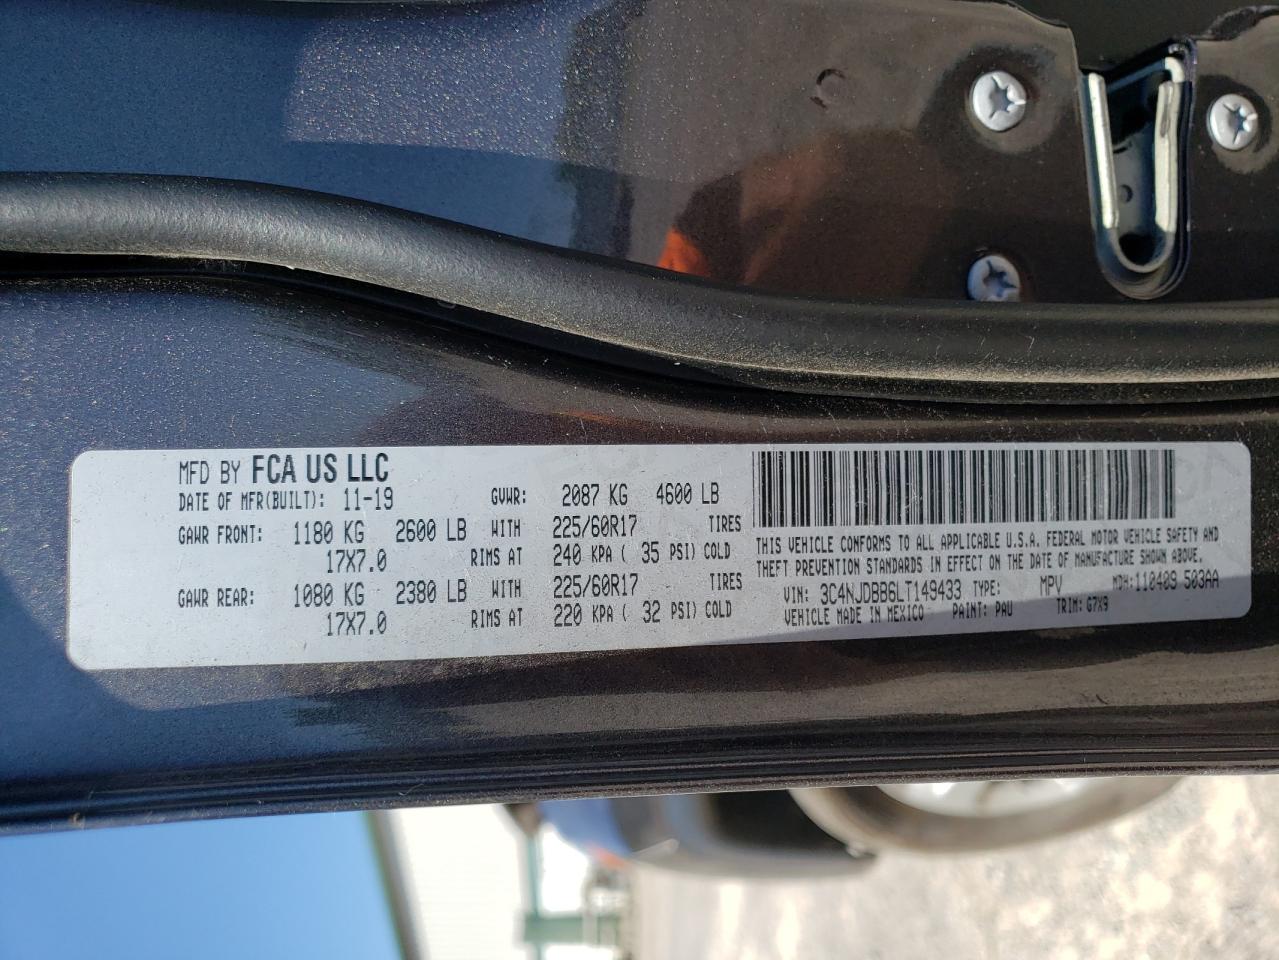 MFD BY FCA US LLC
DATE OF MFR(BUILT): 11-19 GVWR: 2087 KG 4600 LB
GAWR FRONT: 1180 KG 2600 LB WITH 225/60R17 TIRES
17X7.0 RIMS AT 240 KPA ( 35 PSI) COLD
GAWR REAR: 1080 KG 2380 LB WITH 225/60R17 TIRES
17X7.0 RIMS AT 220 KPA ( 32 PSI) COLD
THIS VEHICLE CONFORMS TO ALL APPLICABLE U.S.A. FEDERAL MOTOR VEHICLE SAFETY AND
THEFT PREVENTION STANDARDS IN EFFECT ON THE DATE OF MANUFACTURE SHOWN ABOVE.
VIN: 3C4NJDBB6LT149433 TYPE: MPV MDH:110409 503AA
VEHICLE MADE IN MEXICO PAINT: PAU TRIM: G7X9